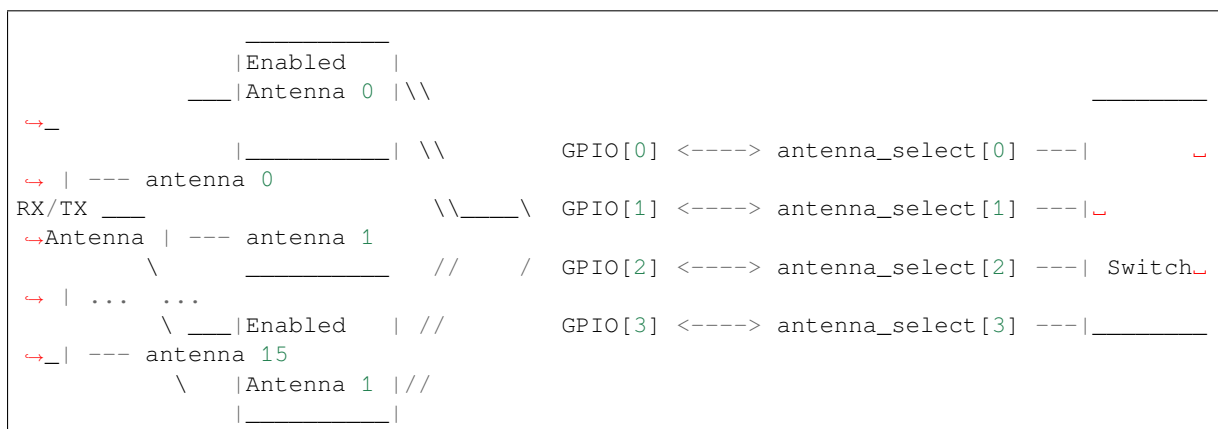 ___________
                   |Enabled    |
               ___|Antenna 0 |\\                                                    _________
↪_
                   |___________| \\         GPIO[0] <----> antenna_select[0] ---|        ␣
↪ | --- antenna 0
RX/TX ___                         \\____\  GPIO[1] <----> antenna_select[1] ---|␣
↪Antenna | --- antenna 1
           \        ___________   //    /  GPIO[2] <----> antenna_select[2] ---| Switch␣
↪ | ...  ...
            \ ___|Enabled    | //         GPIO[3] <----> antenna_select[3] ---|_________
↪_| --- antenna 15
             \    |Antenna 1 |//
                   |___________|